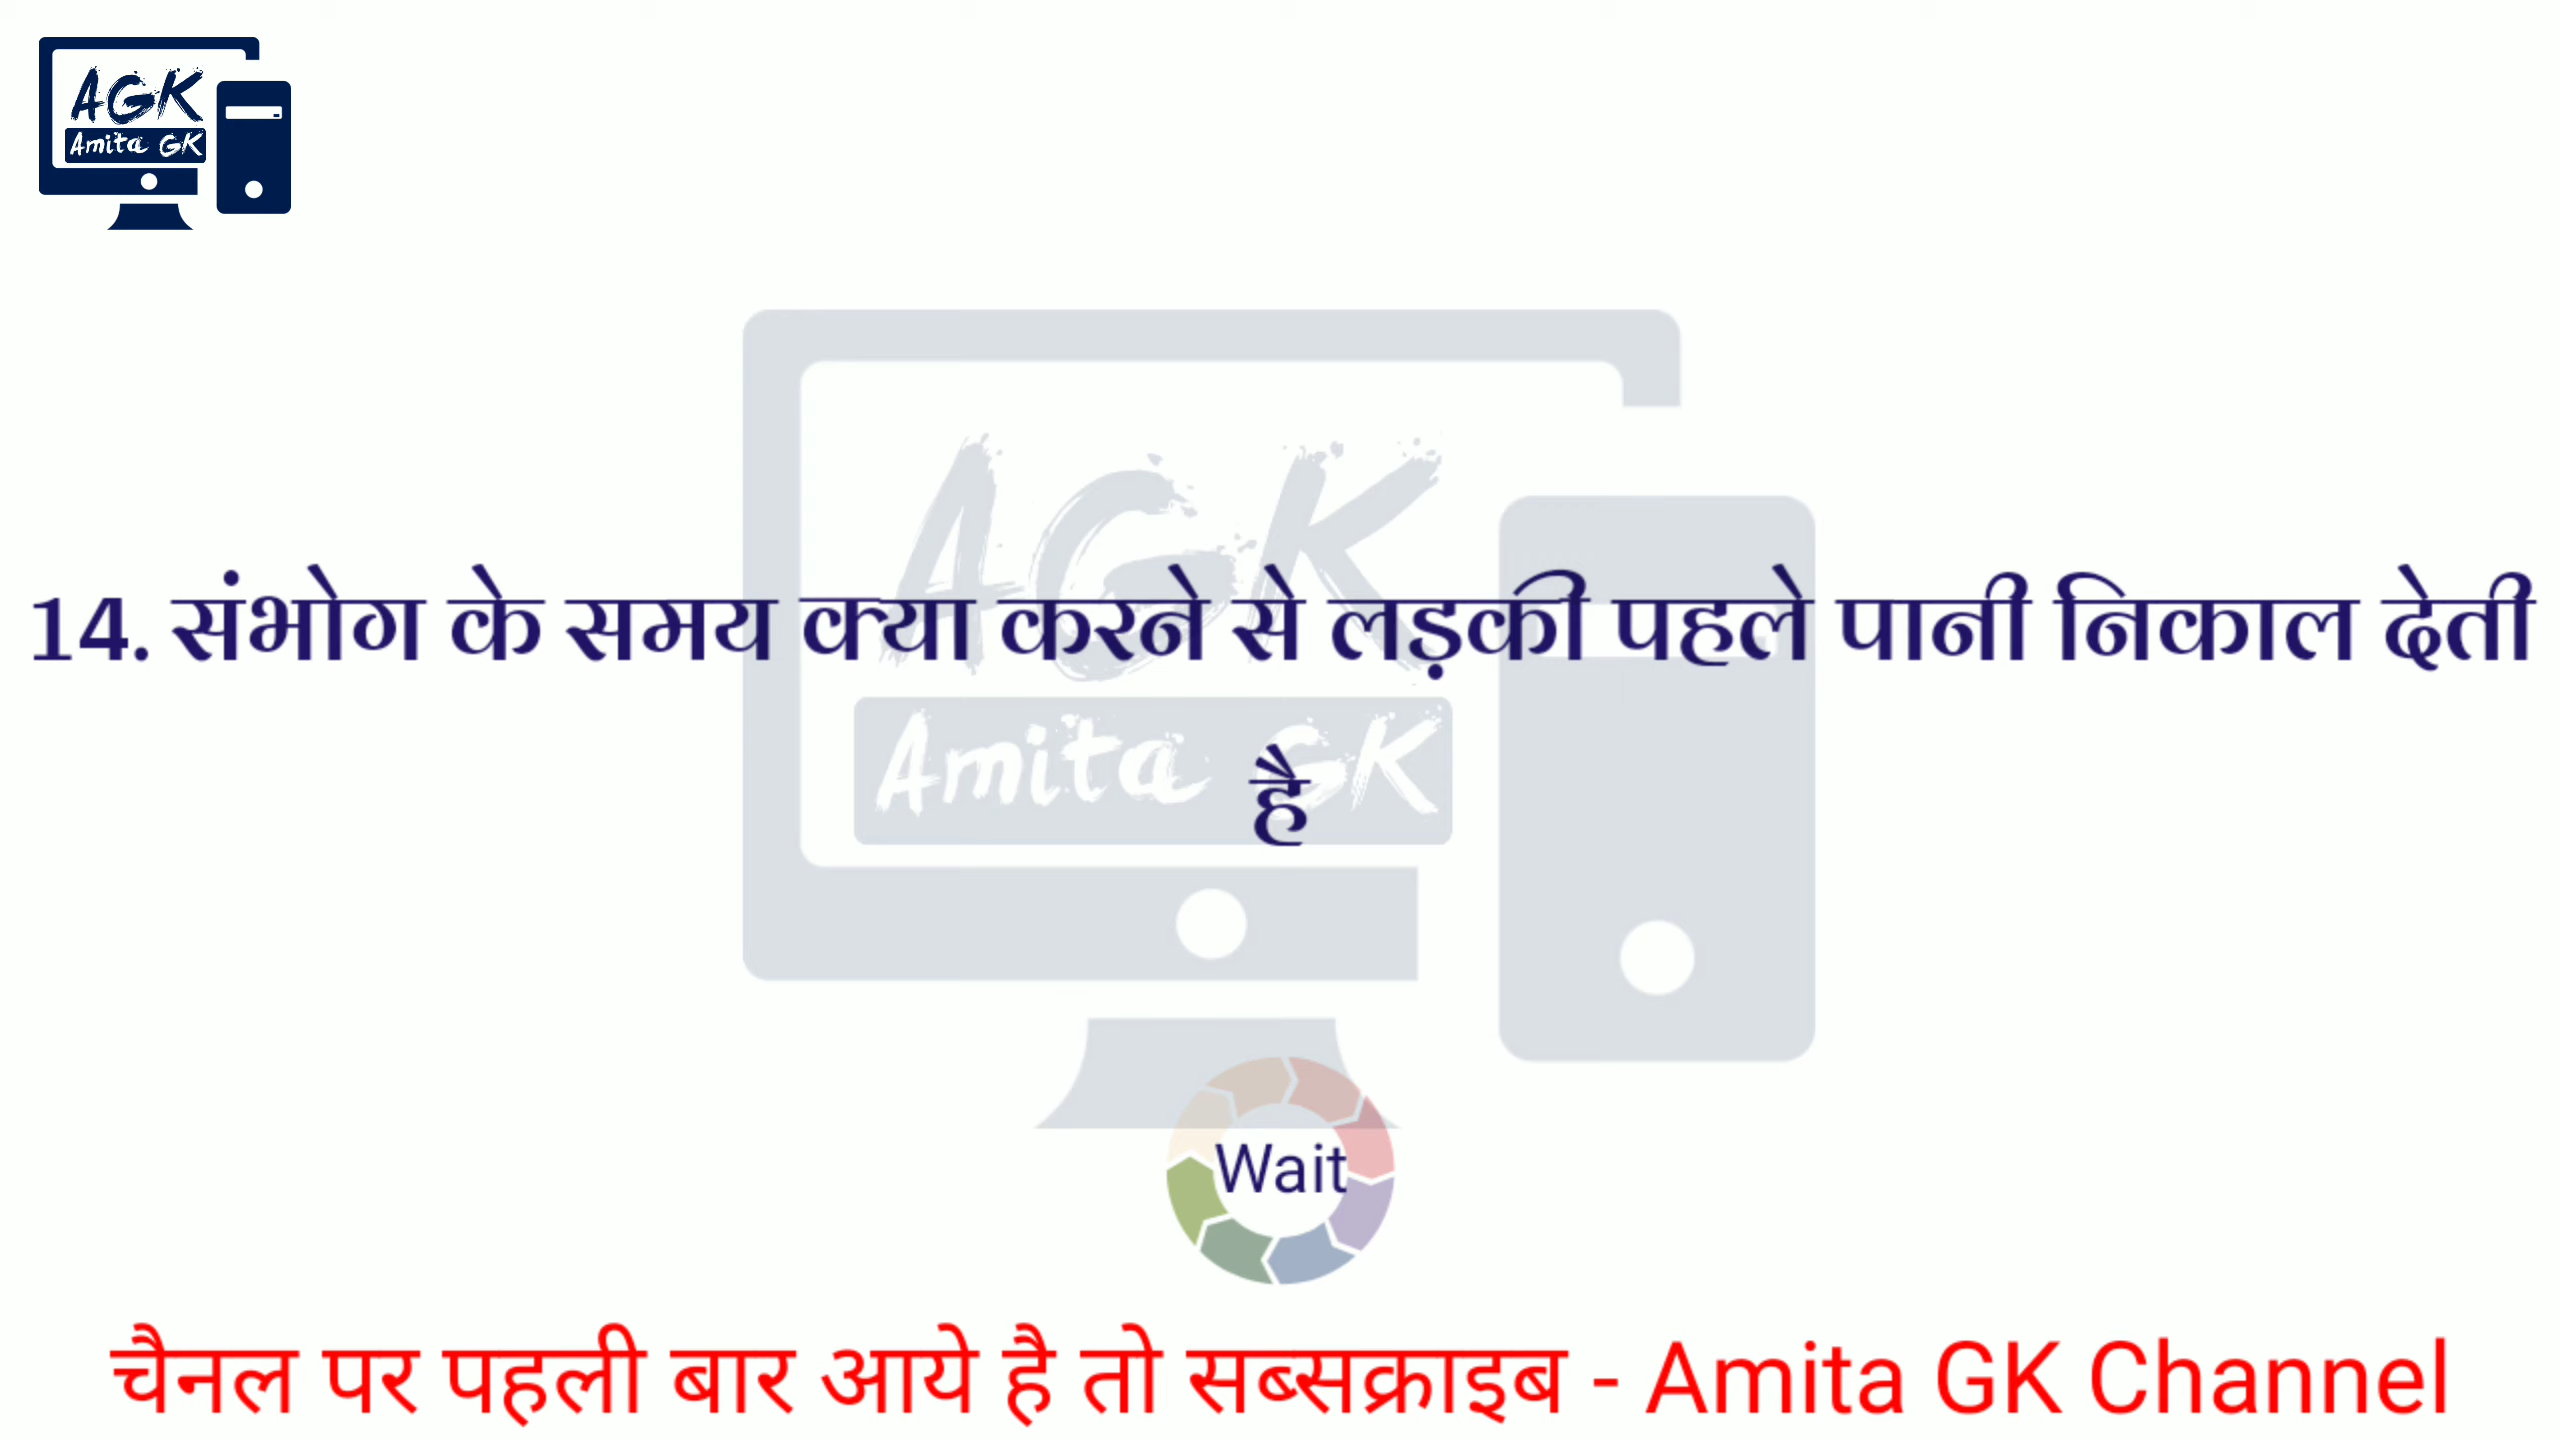 AGK
Amita GK
AGK
14. संभोग के समय क्या करने से लड़की पहले पानी निकाल देती
है
Amita GK
Wait
चैनल पर पहली बार आये है तो सब्सक्राइब - Amita GK Channel